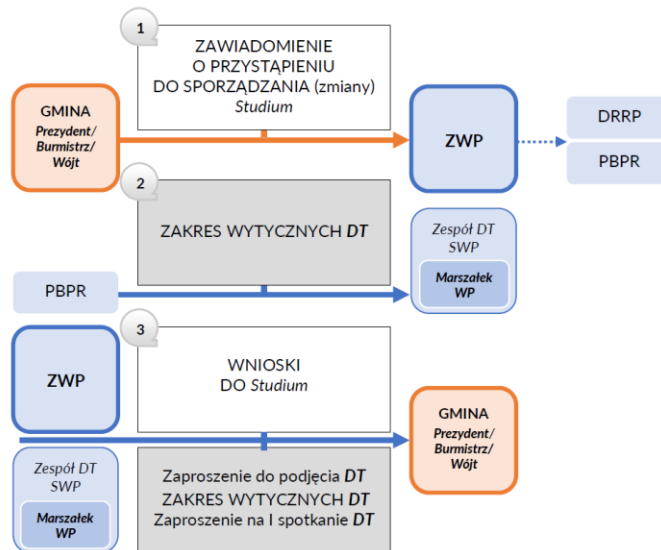 1
ZAWIADOMIENIE
O PRZYSTĄPIENIU
DO SPORZĄDZANIA (zmiany)
Studium
GMINA
Prezydent/
Burmistrz/
Wójt
ZWP
DRRP
PBPR
2
ZAKRES WYTYCZNYCH DT
PBPR
Zespół DT
SWP
Marszałek
WP
3
ZWP
WNIOSKI
DO Studium
GMINA
Prezydent/
Burmistrz/
Wójt
Zespół DT
SWP
Marszałek
WP
Zaproszenie do podjęcia DT
ZAKRES WYTYCZNYCH DT
Zaproszenie na I spotkanie DT